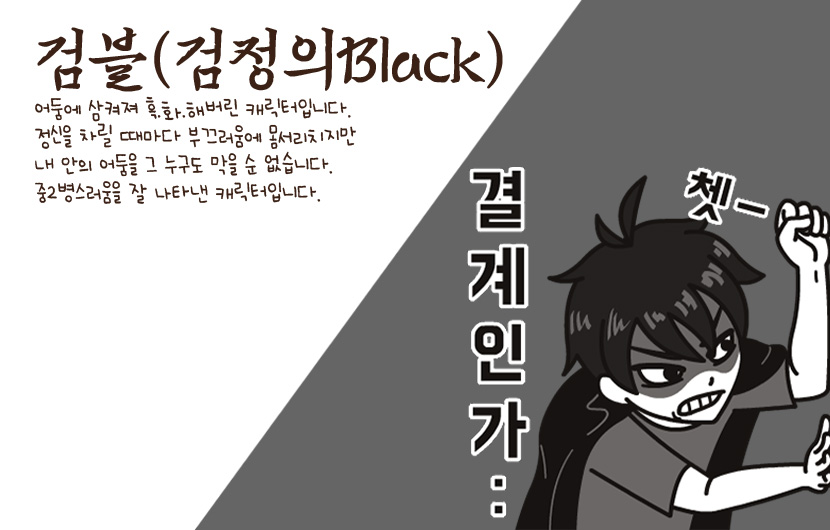 검블(검정의Black)
어둠에 삼켜져 흑.화.해버린 캐릭터입니다.
정신을 차릴 때마다 부끄러움에 몸서리치지만
내 안의 어둠을 그 누구도 막을 순 없습니다.
중2병스러움을 잘 나타낸 캐릭터입니다.
결계인가..
쳇-